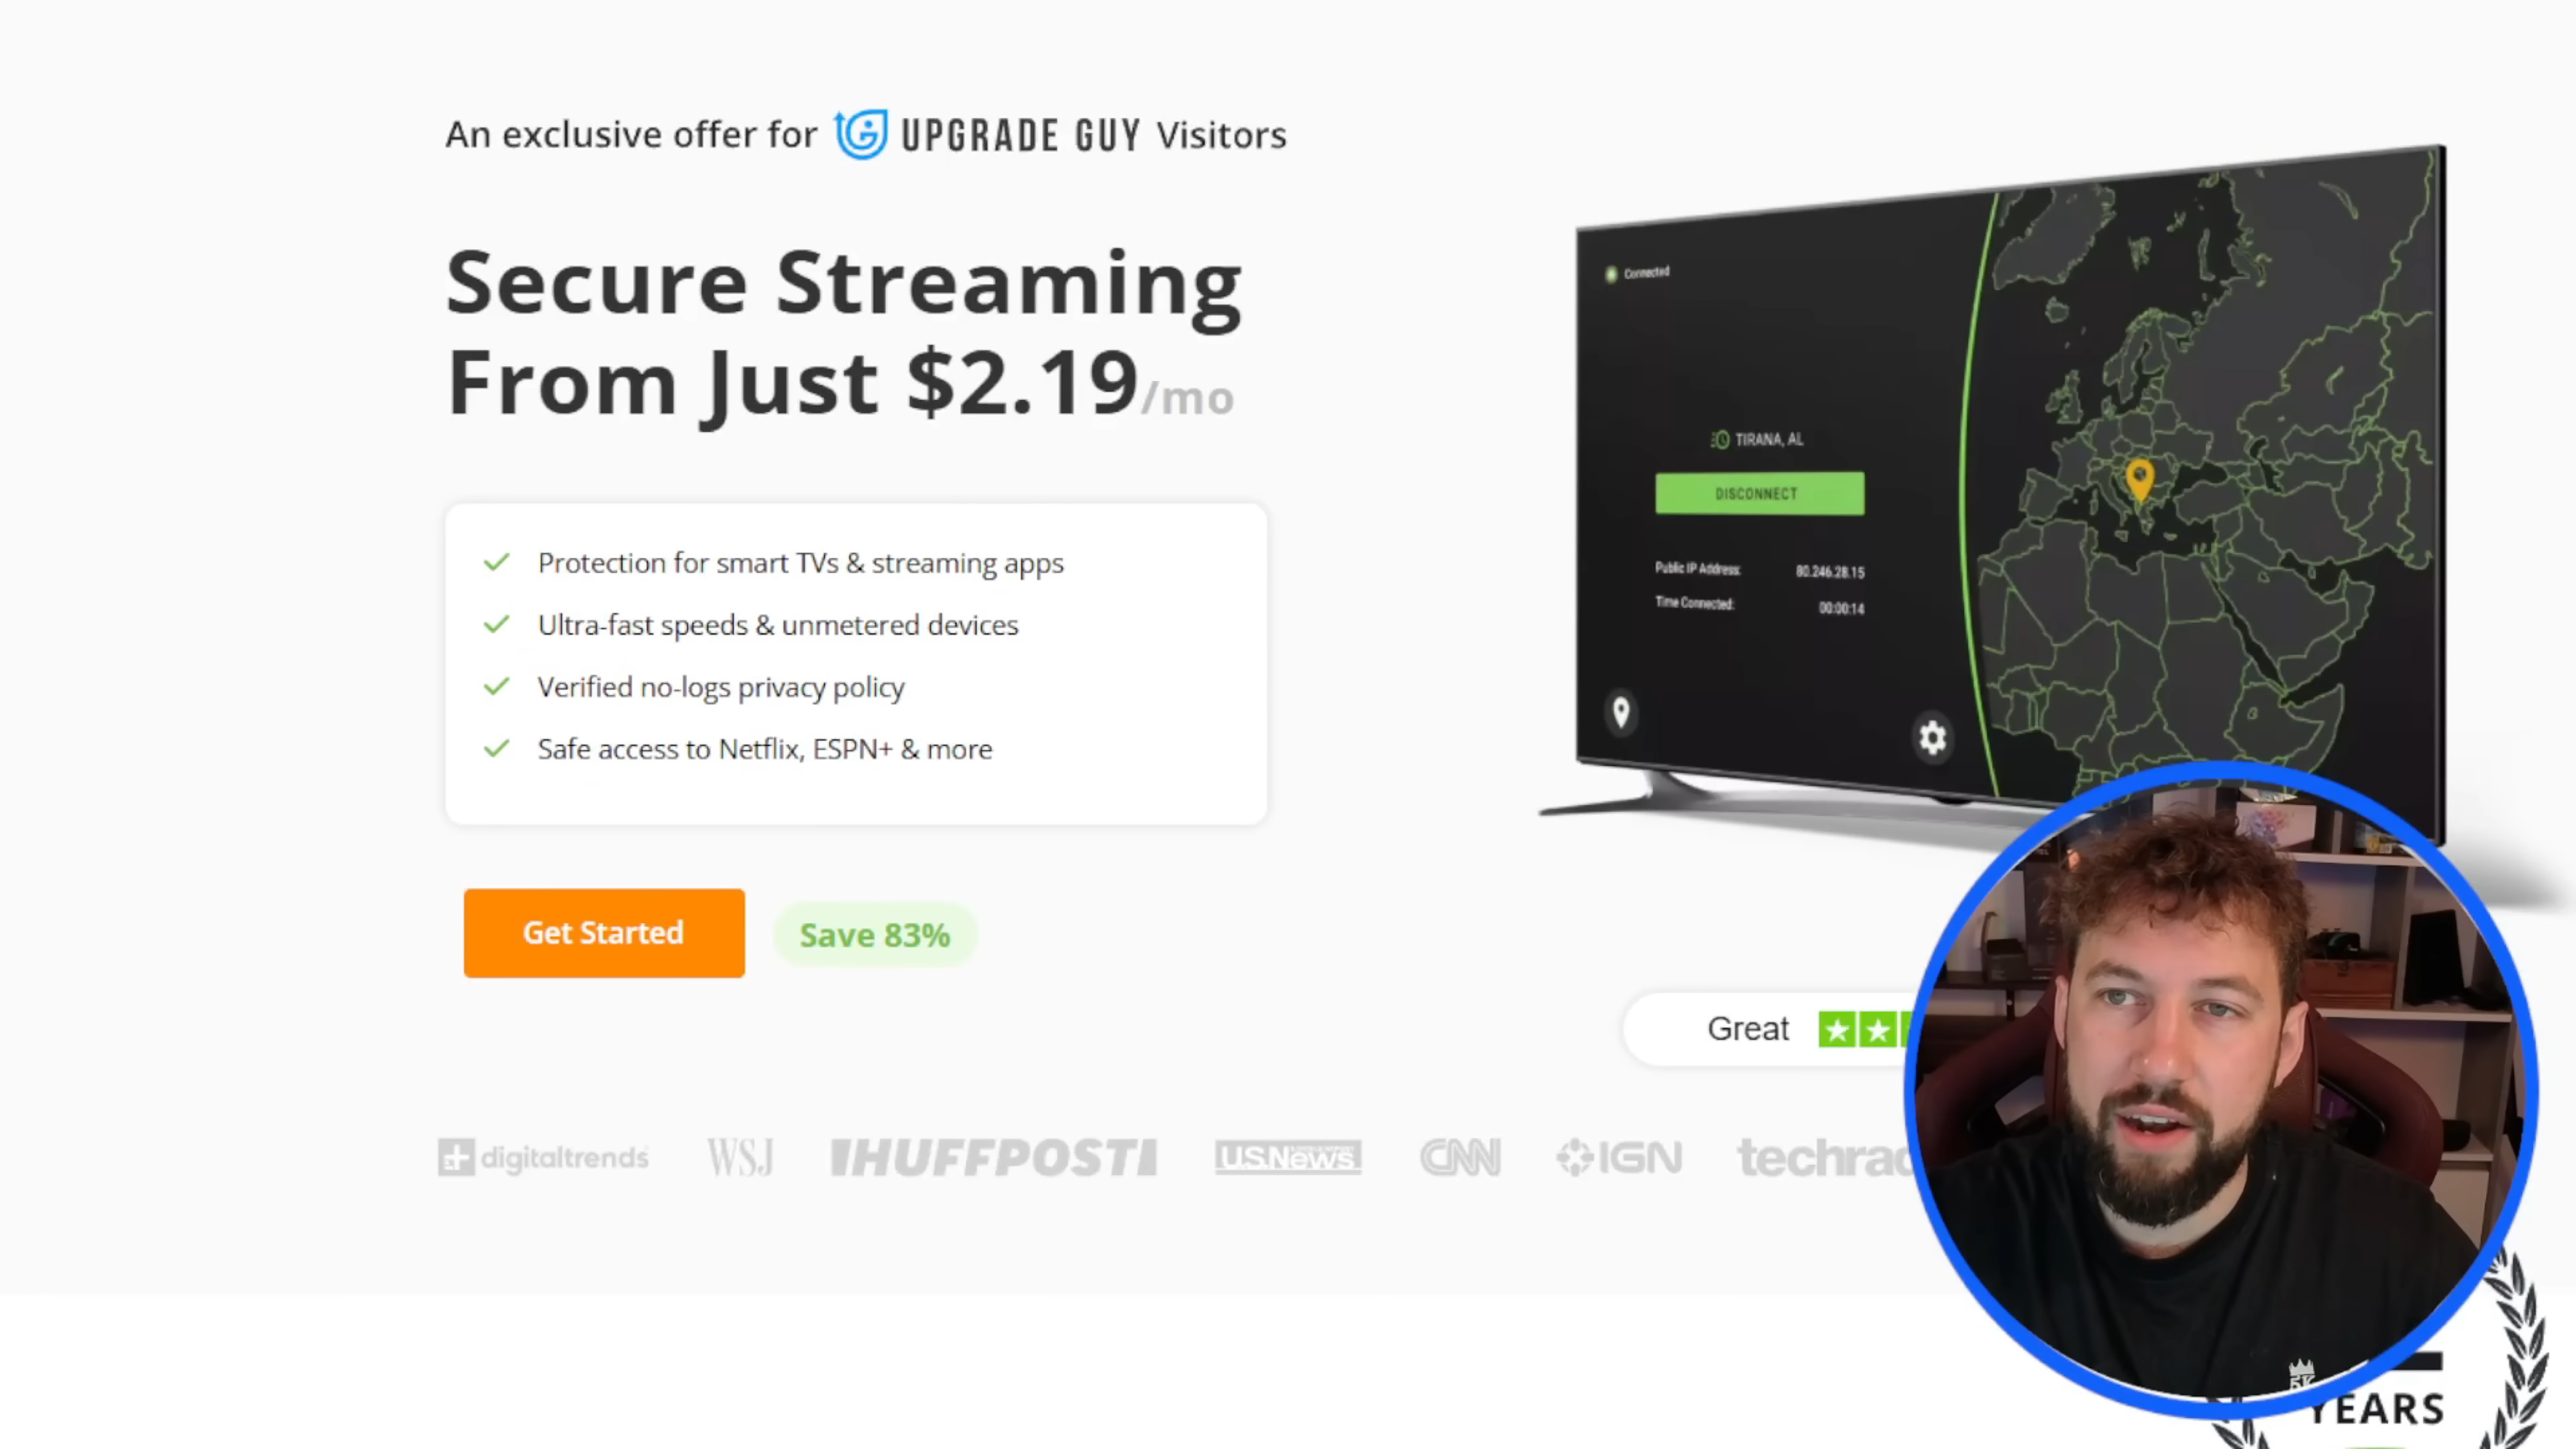 An exclusive offer for UPGRADE GUY Visitors
Secure Streaming
From Just $2.19/mo
Protection for smart TVs & streaming apps
Ultra-fast speeds & unmetered devices
Verified no-logs privacy policy
Safe access to Netflix, ESPN+ & more
Get Started
Save 83%
Connected
TIRANA, AL
DISCONNECT
Public IP Address: 80.246.28.15
Time Connected: 00:00:14
Great
digitaltrends WSJ HUFFPOST U.S.News CNN IGN techrad
5K
YEARS